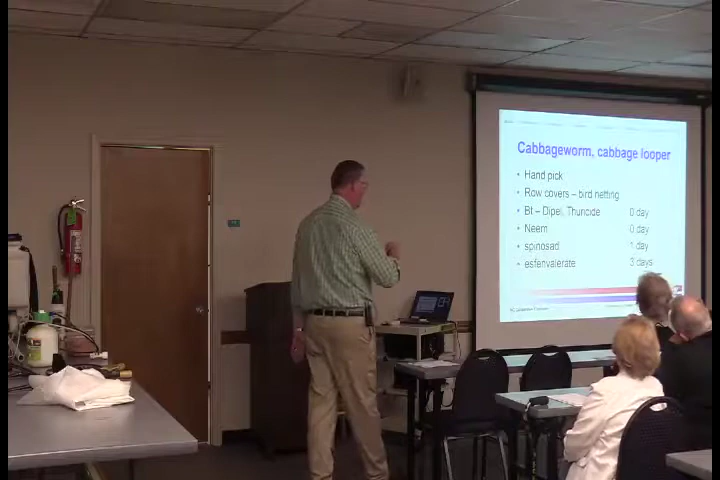 Cabbageworm, cabbage looper
• Hand pick
• Row covers – bird netting
• Bt – Dipel, Thuricide 0 day
• Neem 0 day
• spinosad 1 day
• esfenvalerate 3 days